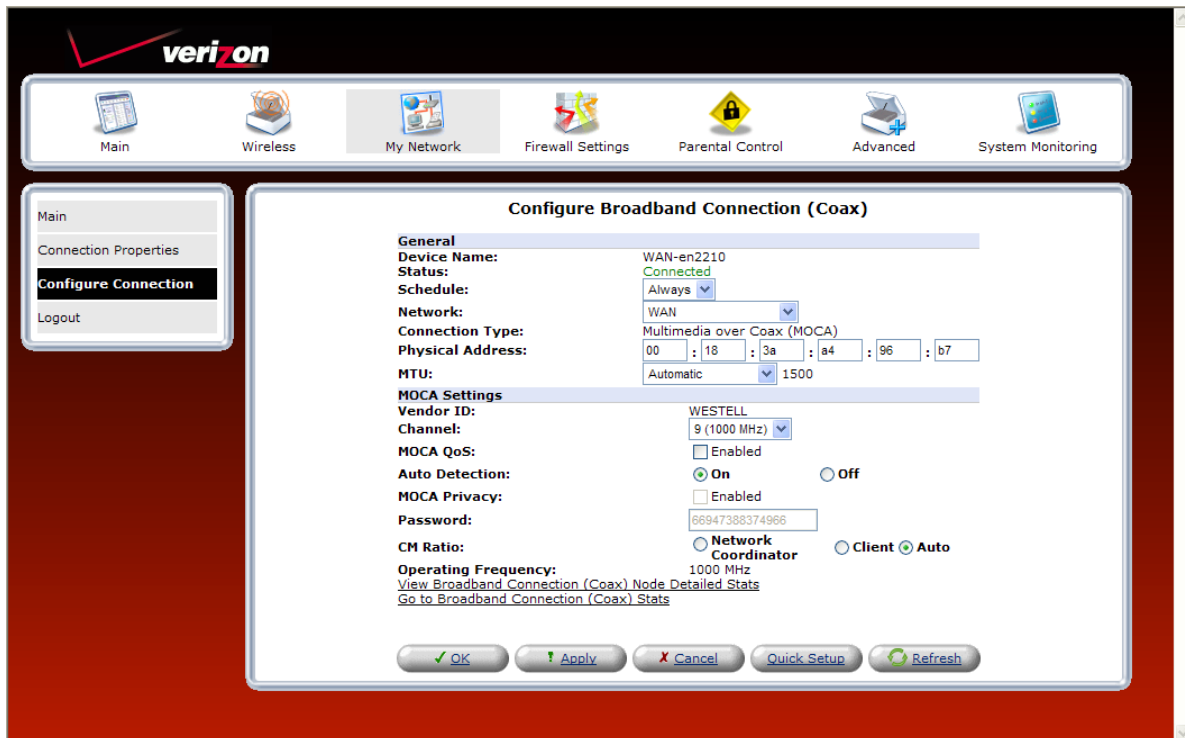 verizon
Main
Wireless
My Network
Firewall Settings
Parental Control
Advanced
System Monitoring
Main
Connection Properties
Configure Connection
Logout
Configure Broadband Connection (Coax)
General
Device Name: WAN-en2210
Status: Connected
Schedule: Always
Network: WAN
Connection Type: Multimedia over Coax (MOCA)
Physical Address: 00 : 18 : 3a : a4 : 96 : b7
MTU: Automatic 1500
MOCA Settings
Vendor ID: WESTELL
Channel: 9 (1000 MHz)
MOCA QoS: Enabled
Auto Detection: On Off
MOCA Privacy: Enabled
Password: 66947388374966
CM Ratio: Network Coordinator Client Auto
Operating Frequency: 1000 MHz
View Broadband Connection (Coax) Node Detailed Stats
Go to Broadband Connection (Coax) Stats
OK
Apply
Cancel
Quick Setup
Refresh